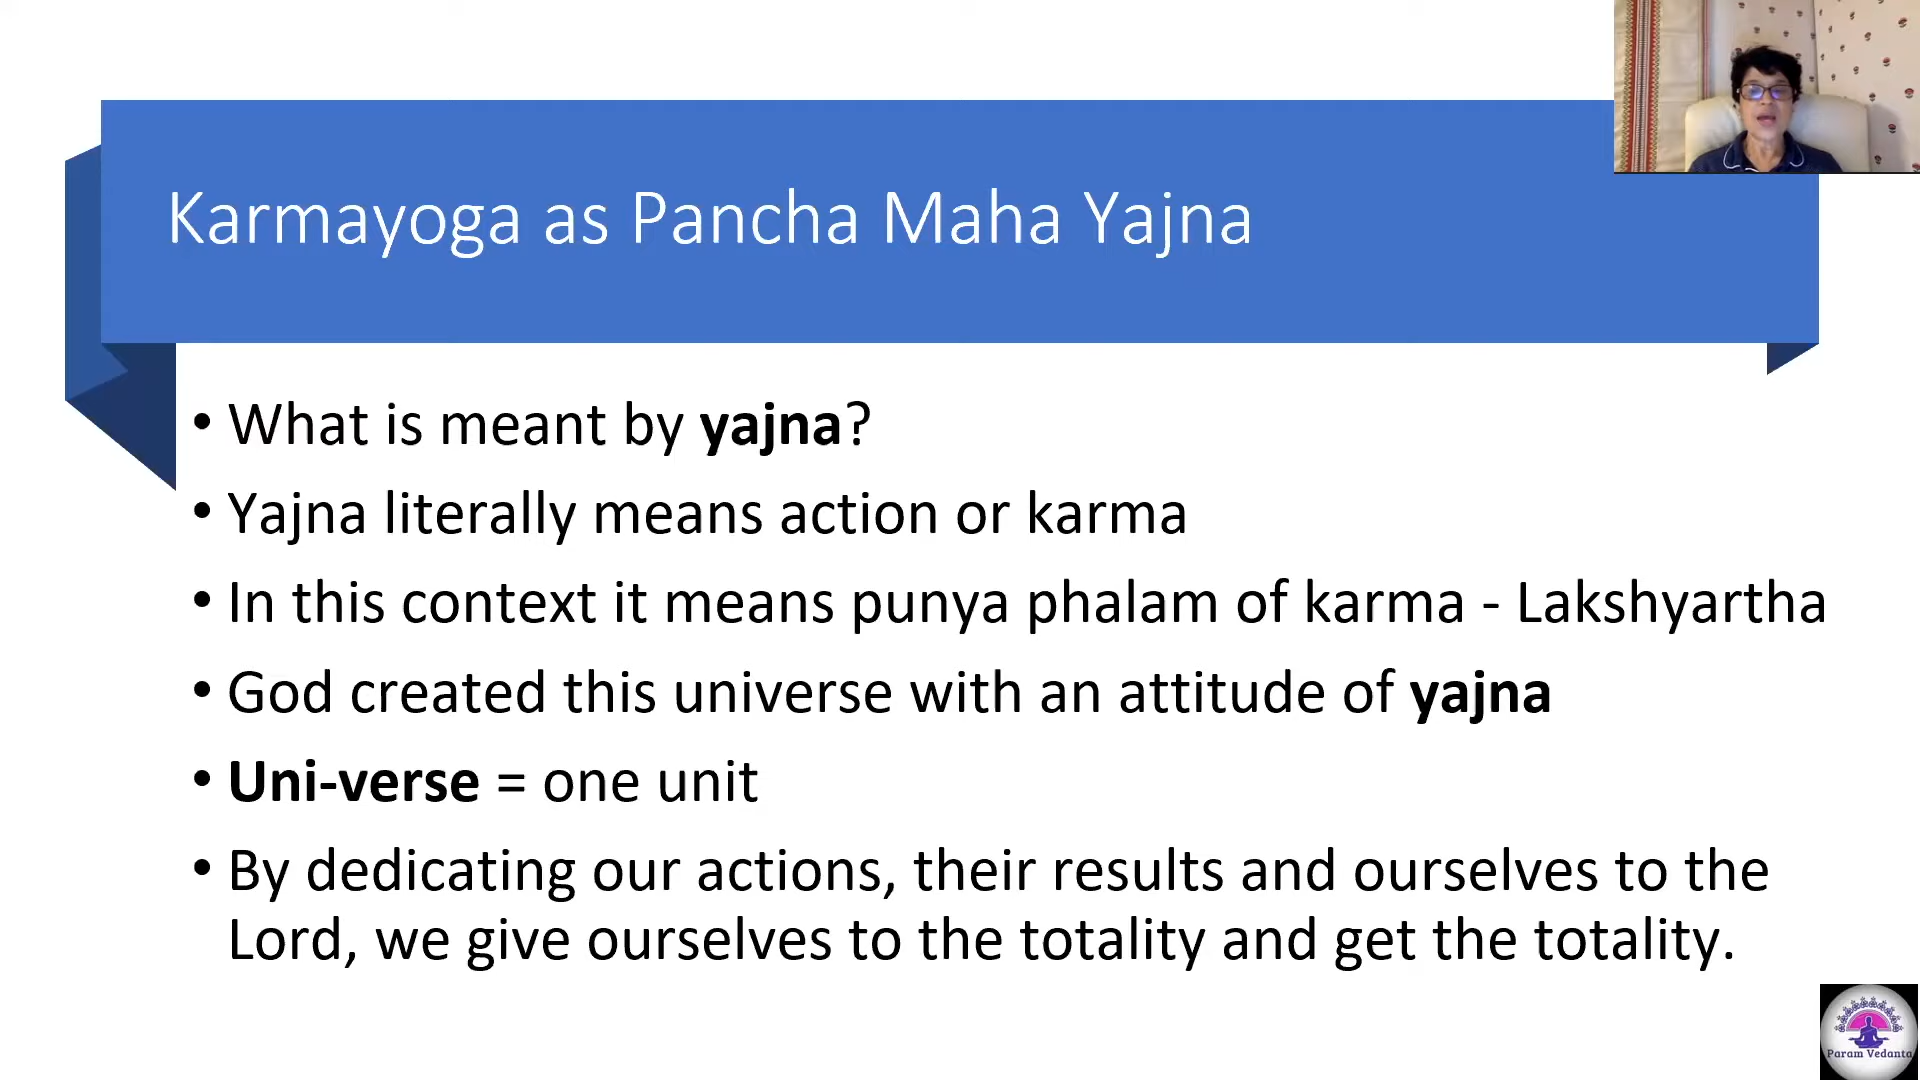 Karmayoga as Pancha Maha Yajna
• What is meant by yajna?
• Yajna literally means action or karma
• In this context it means punya phalam of karma - Lakshyartha
• God created this universe with an attitude of yajna
• Uni-verse = one unit
• By dedicating our actions, their results and ourselves to the
Lord, we give ourselves to the totality and get the totality.
Param Vedanta